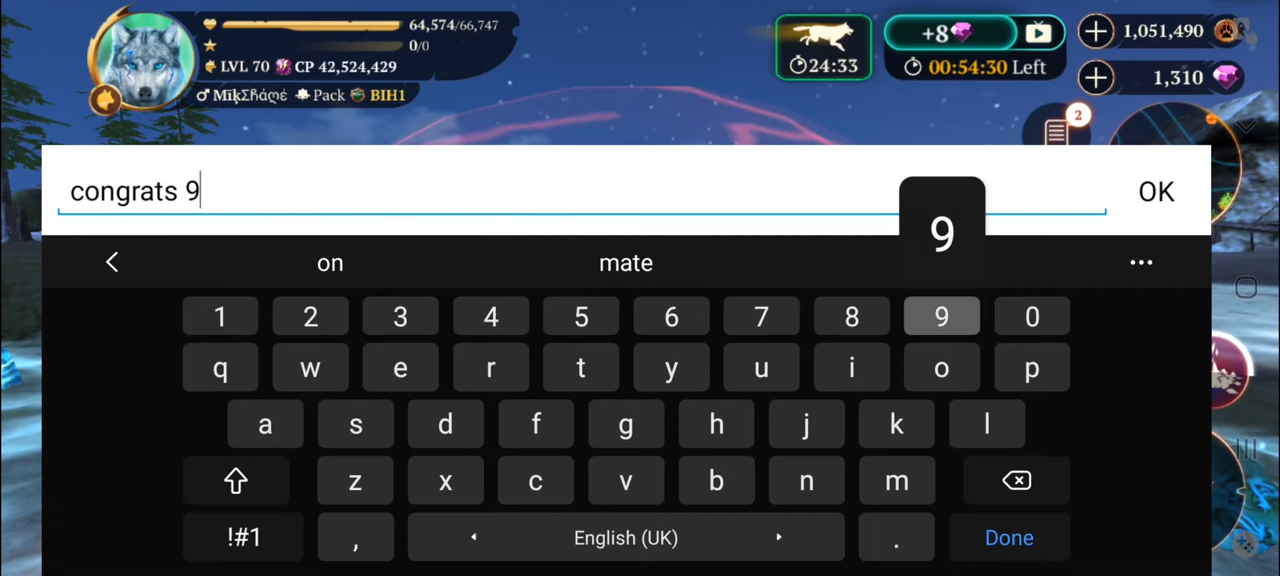 64,574/66,747
0/0
LVL 70 CP 42,524,429
♂ MīķΣƦáφé Pack BIH1
24:33
+8
00:54:30 Left
1,051,490
1,310
2
congrats 9
OK
9
on mate ...
1 2 3 4 5 6 7 8 9 0
q w e r t y u i o p
a s d f g h j k l
z x c v b n m
!#1 , English (UK) . Done